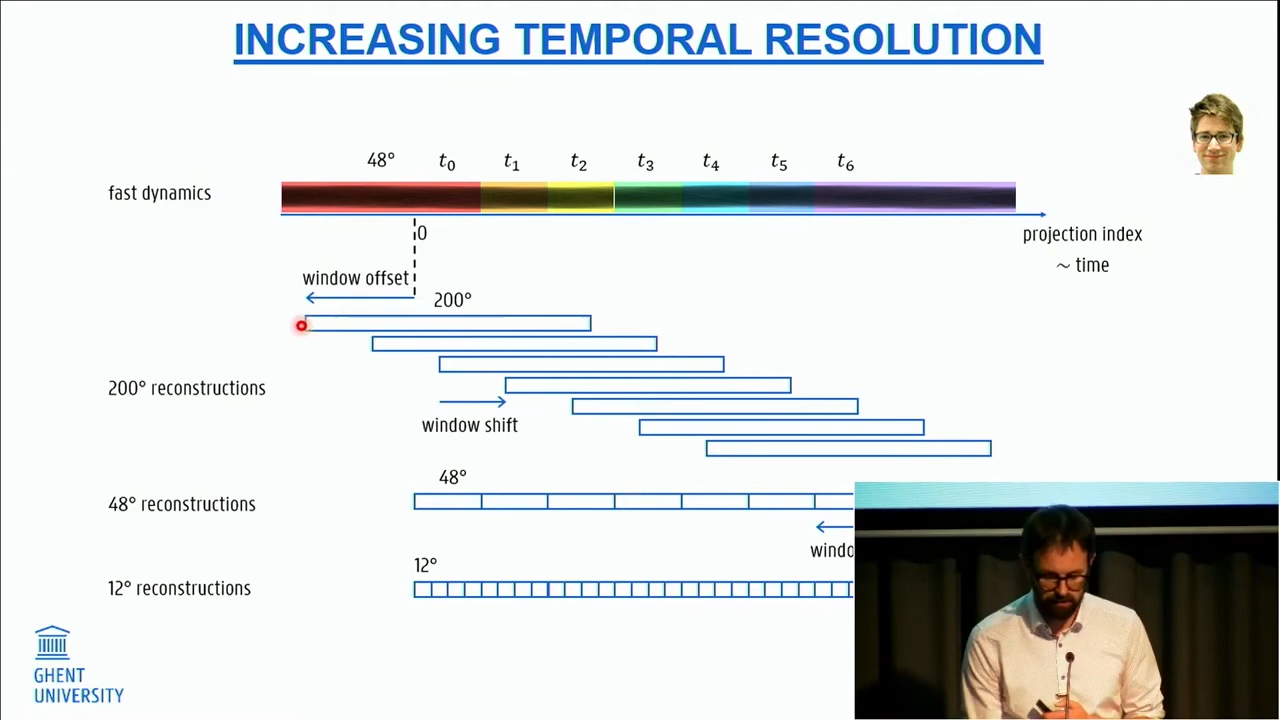 INCREASING TEMPORAL RESOLUTION
48° t₀ t₁ t₂ t₃ t₄ t₅ t₆
fast dynamics
0
projection index
~ time
window offset
200°
200° reconstructions
window shift
48°
48° reconstructions
windo
12°
12° reconstructions
GHENT
UNIVERSITY